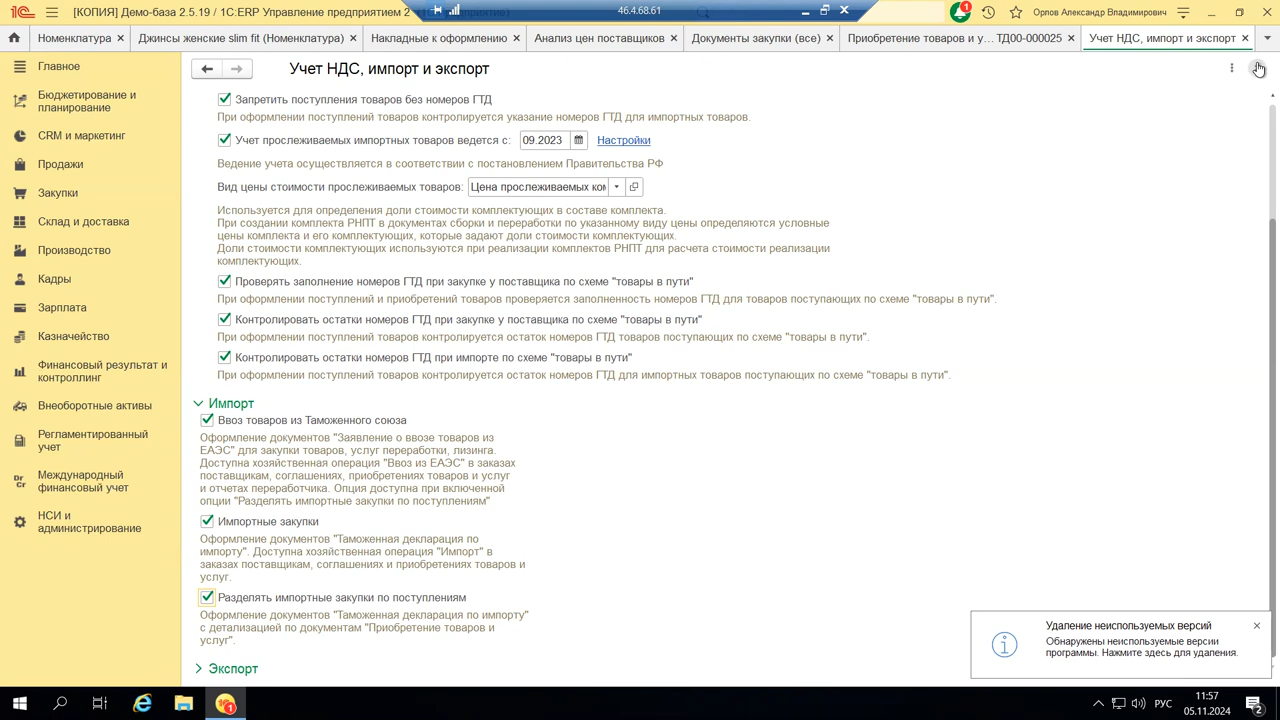 [КОПИЯ] Демо-база 2.5.19 / 1С:ERP Управление предприятием 2
46.4.68.61
1
Орлов Александр Владимирович
Номенклатура
Джинсы женские slim fit (Номенклатура)
Накладные к оформлению
Анализ цен поставщиков
Документы закупки (все)
Приобретение товаров и у… ТД00-000025
Учет НДС, импорт и экспорт
Главное
Бюджетирование и
планирование
CRM и маркетинг
Продажи
Закупки
Склад и доставка
Производство
Кадры
Зарплата
Казначейство
Финансовый результат и
контроллинг
Внеоборотные активы
Регламентированный
учет
Dr
Cr
Международный
финансовый учет
НСИ и
администрирование
Учет НДС, импорт и экспорт
Запретить поступления товаров без номеров ГТД
При оформлении поступлений товаров контролируется указание номеров ГТД для импортных товаров.
Учет прослеживаемых импортных товаров ведется с: 09.2023 Настройки
Ведение учета осуществляется в соответствии с постановлением Правительства РФ
Вид цены стоимости прослеживаемых товаров: Цена прослеживаемых ком
Используется для определения доли стоимости комплектующих в составе комплекта.
При создании комплекта РНПТ в документах сборки и переработки по указанному виду цены определяются условные
цены комплекта и его комплектующих, которые задают доли стоимости комплектующих.
Доли стоимости комплектующих используются при реализации комплектов РНПТ для расчета стоимости реализации
комплектующих.
Проверять заполнение номеров ГТД при закупке у поставщика по схеме "товары в пути"
При оформлении поступлений и приобретений товаров проверяется заполненность номеров ГТД для товаров поступающих по схеме "товары в пути".
Контролировать остатки номеров ГТД при закупке у поставщика по схеме "товары в пути"
При оформлении поступлений товаров контролируется остаток номеров ГТД товаров поступающих по схеме "товары в пути".
Контролировать остатки номеров ГТД при импорте по схеме "товары в пути"
При оформлении поступлений товаров контролируется остаток номеров ГТД для импортных товаров поступающих по схеме "товары в пути".
Импорт
Ввоз товаров из Таможенного союза
Оформление документов "Заявление о ввозе товаров из
ЕАЭС" для закупки товаров, услуг переработки, лизинга.
Доступна хозяйственная операция "Ввоз из ЕАЭС" в заказах
поставщикам, соглашениях, приобретениях товаров и услуг
и отчетах переработчика. Опция доступна при включенной
опции "Разделять импортные закупки по поступлениям"
Импортные закупки
Оформление документов "Таможенная декларация по
импорту". Доступна хозяйственная операция "Импорт" в
заказах поставщикам, соглашениях и приобретениях товаров и
услуг.
Разделять импортные закупки по поступлениям
Оформление документов "Таможенная декларация по импорту"
с детализацией по документам "Приобретение товаров и
услуг".
Экспорт
Удаление неиспользуемых версий
Обнаружены неиспользуемые версии
программы. Нажмите здесь для удаления.
1
РУС
11:57
05.11.2024
2